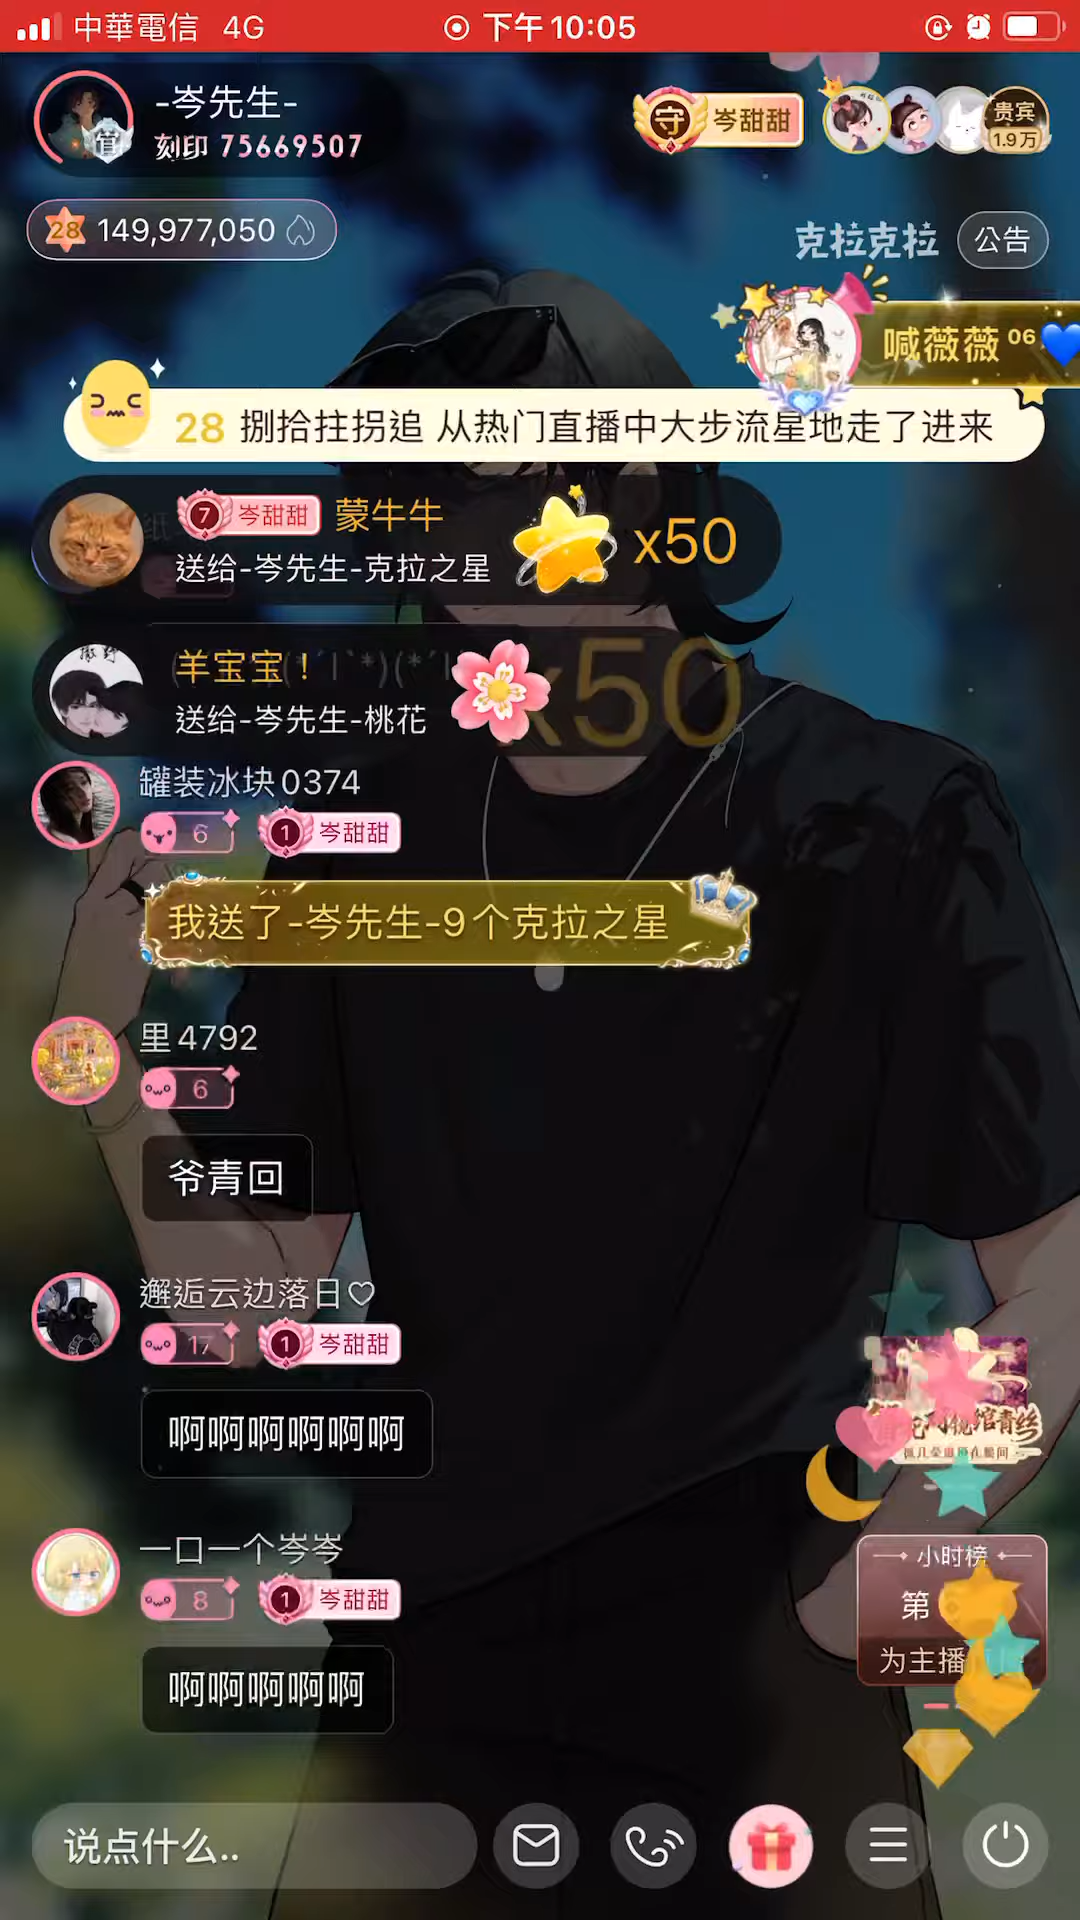 中華電信 4G
下午10:05
-岑先生-
刻印 75669507
守 岑甜甜
贵宾
1.9万
28 149,977,050
克拉克拉
公告
喊薇薇 06
28 捌拾拄拐追 从热门直播中大步流星地走了进来
7 岑甜甜 蒙牛牛
送给-岑先生-克拉之星
x50
羊宝宝！
送给-岑先生-桃花
x50
罐装冰块0374
6 1 岑甜甜
我送了-岑先生-9个克拉之星
里4792
6
爷青回
邂逅云边落日♡
17 1 岑甜甜
啊啊啊啊啊啊
一口一个岑岑
8 1 岑甜甜
啊啊啊啊啊
小时榜
第
为主播
说点什么..